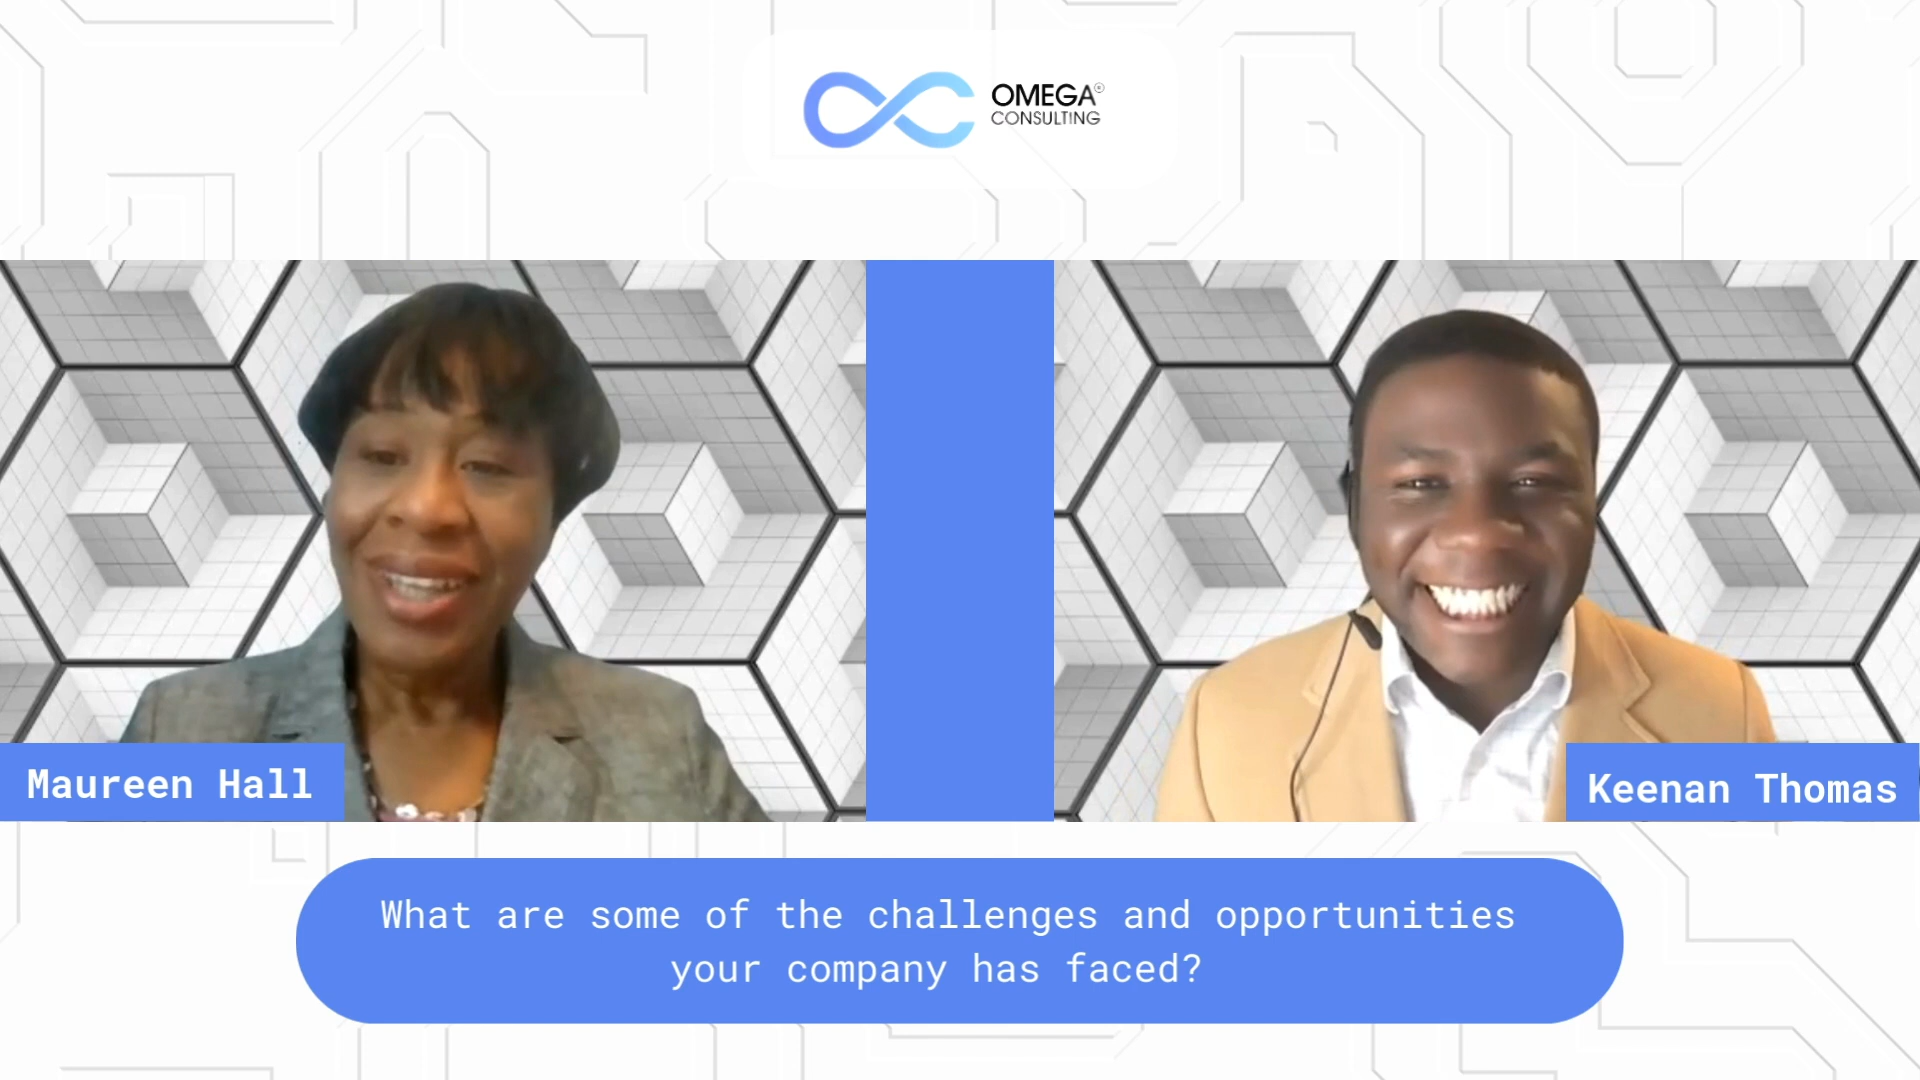 OMEGA®
CONSULTING
Maureen Hall
Keenan Thomas
What are some of the challenges and opportunities
your company has faced?